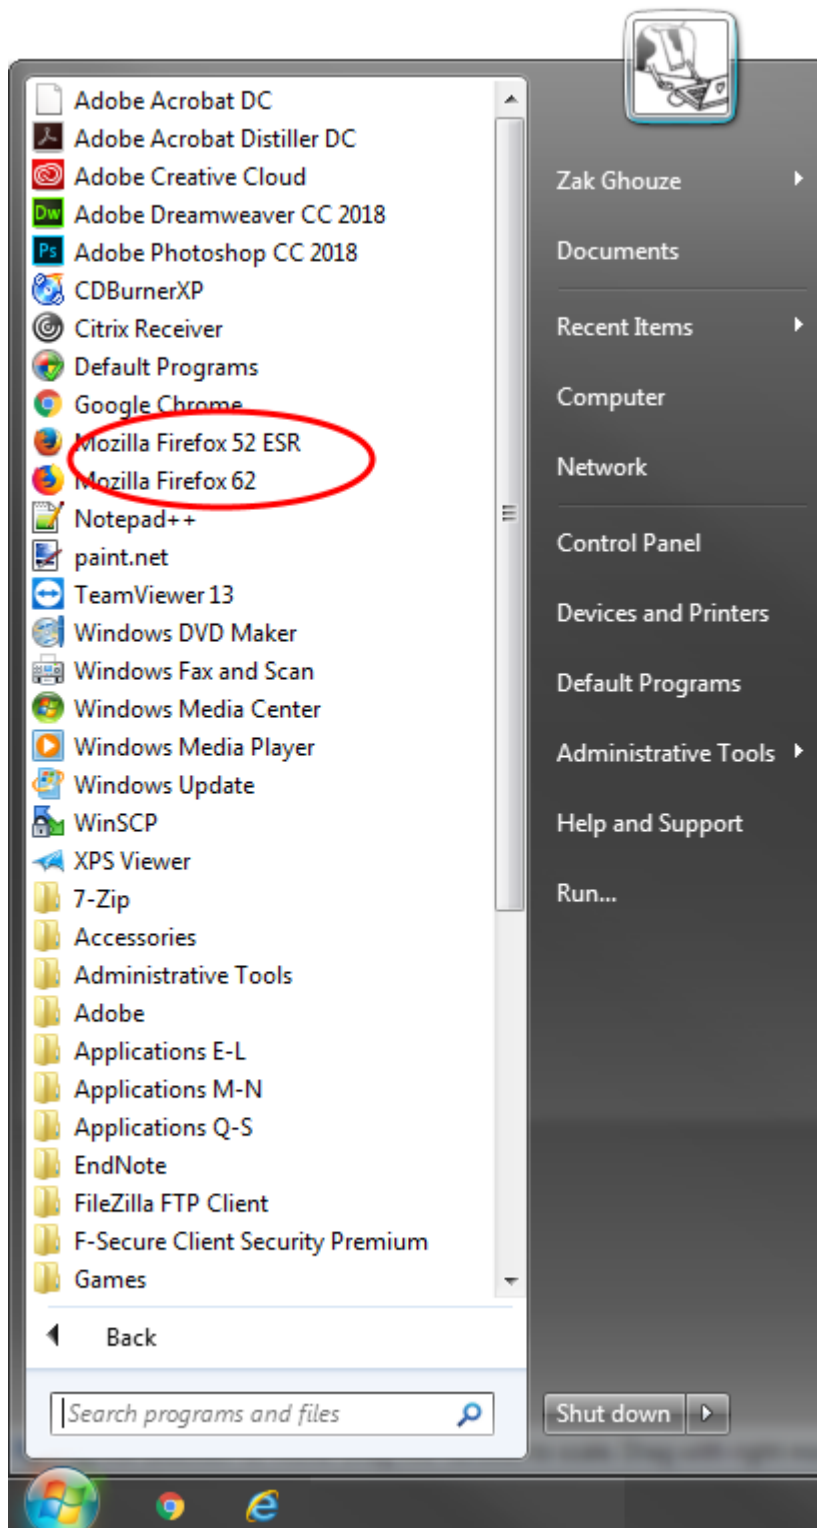 Adobe Acrobat DC
Adobe Acrobat Distiller DC
Adobe Creative Cloud
Dw Adobe Dreamweaver CC 2018
Ps Adobe Photoshop CC 2018
CDBurnerXP
Citrix Receiver
Default Programs
Google Chrome
Mozilla Firefox 52 ESR
Mozilla Firefox 62
Notepad++
paint.net
TeamViewer 13
Windows DVD Maker
Windows Fax and Scan
Windows Media Center
Windows Media Player
Windows Update
WinSCP
XPS Viewer
7-Zip
Accessories
Administrative Tools
Adobe
Applications E-L
Applications M-N
Applications Q-S
EndNote
FileZilla FTP Client
F-Secure Client Security Premium
Games
Back
Search programs and files
Zak Ghouze
Documents
Recent Items
Computer
Network
Control Panel
Devices and Printers
Default Programs
Administrative Tools
Help and Support
Run...
Shut down